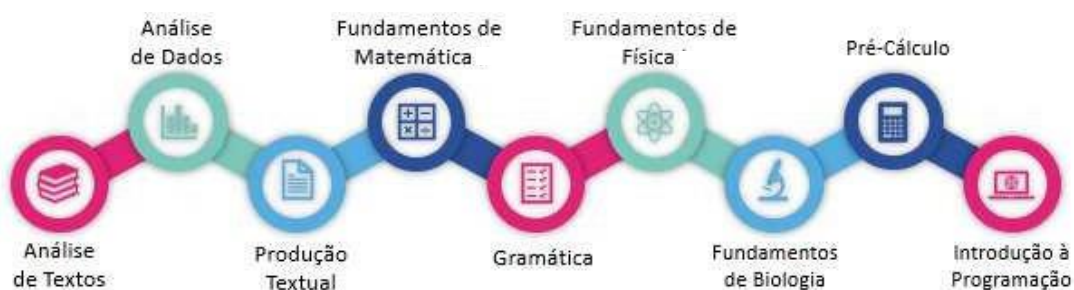 Análise
de Dados
Fundamentos de
Matemática
Fundamentos de
Física
Pré-Cálculo
Análise
de Textos
Produção
Textual
Gramática
Fundamentos
de Biologia
Introdução à
Programação